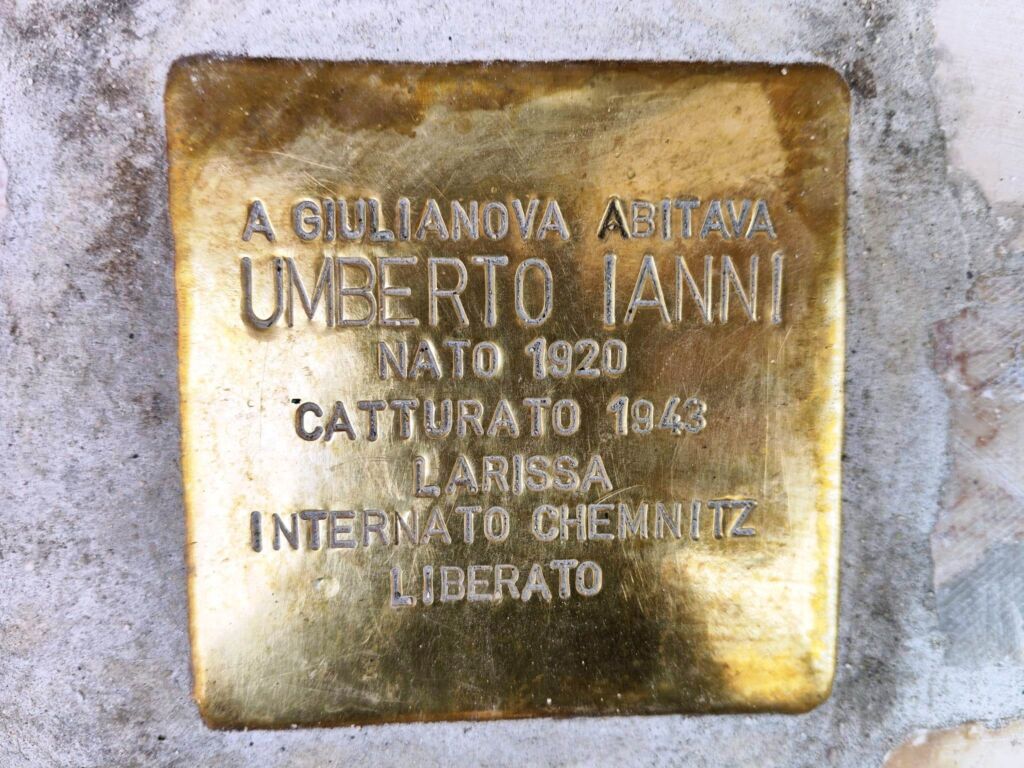 A GIULIANOVA ABITAVA
UMBERTO IANNI
NATO 1920
CATTURATO 1943
LARISSA
INTERNATO CHEMNITZ
LIBERATO